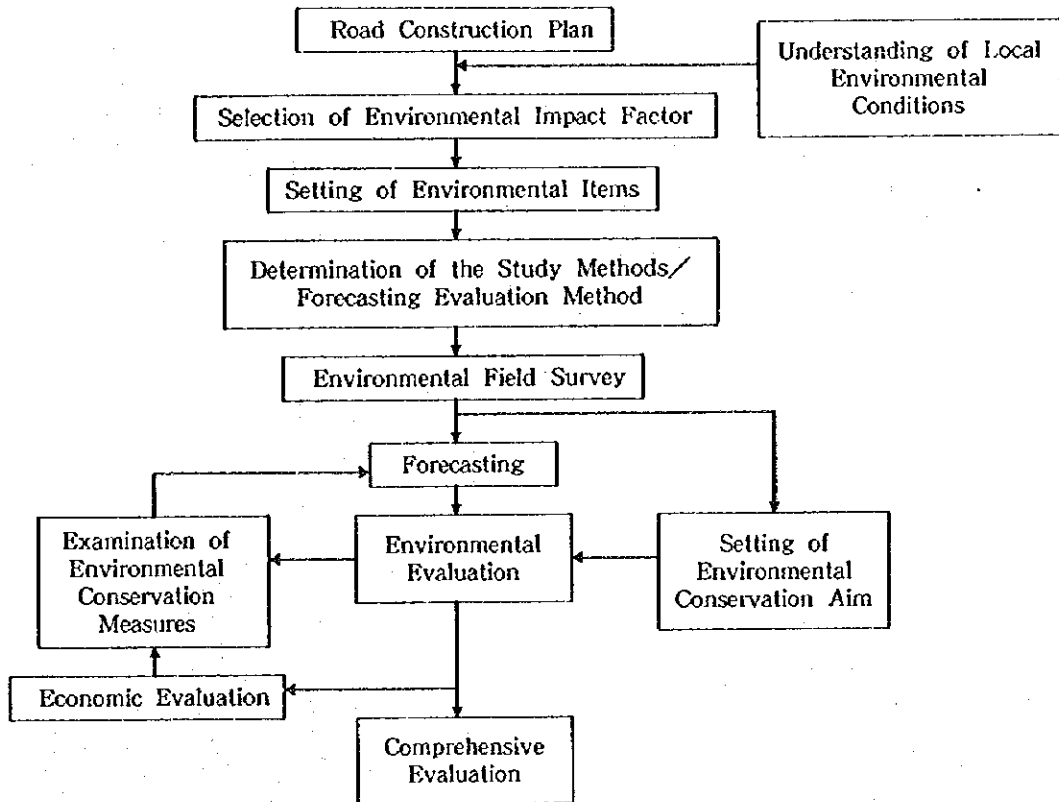 Road Construction Plan
Understanding of Local
Environmental
Conditions
Selection of Environmental Impact Factor
Setting of Environmental Items
Determination of the Study Methods/
Forecasting Evaluation Method
Environmental Field Survey
Forecasting
Examination of
Environmental
Conservation
Measures
Environmental
Evaluation
Setting of
Environmental
Conservation Aim
Economic Evaluation
Comprehensive
Evaluation